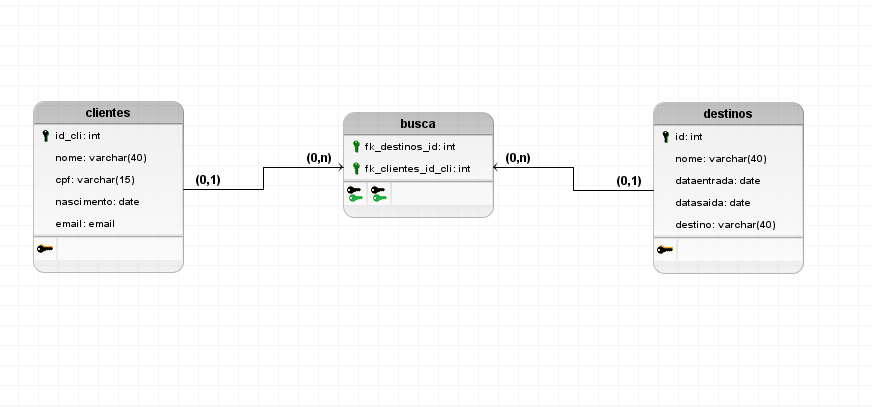 clientes
id_cli: int
nome: varchar(40)
cpf: varchar(15)
nascimento: date
email: email
(0,1)
(0,n)
busca
fk_destinos_id: int
fk_clientes_id_cli: int
(0,n)
(0,1)
destinos
id: int
nome: varchar(40)
dataentrada: date
datasaida: date
destino: varchar(40)